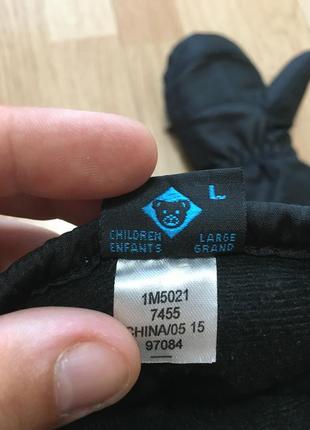 L
CHILDREN LARGE
ENFANTS GRAND
1M5021
7455
CHINA/05 15
97084